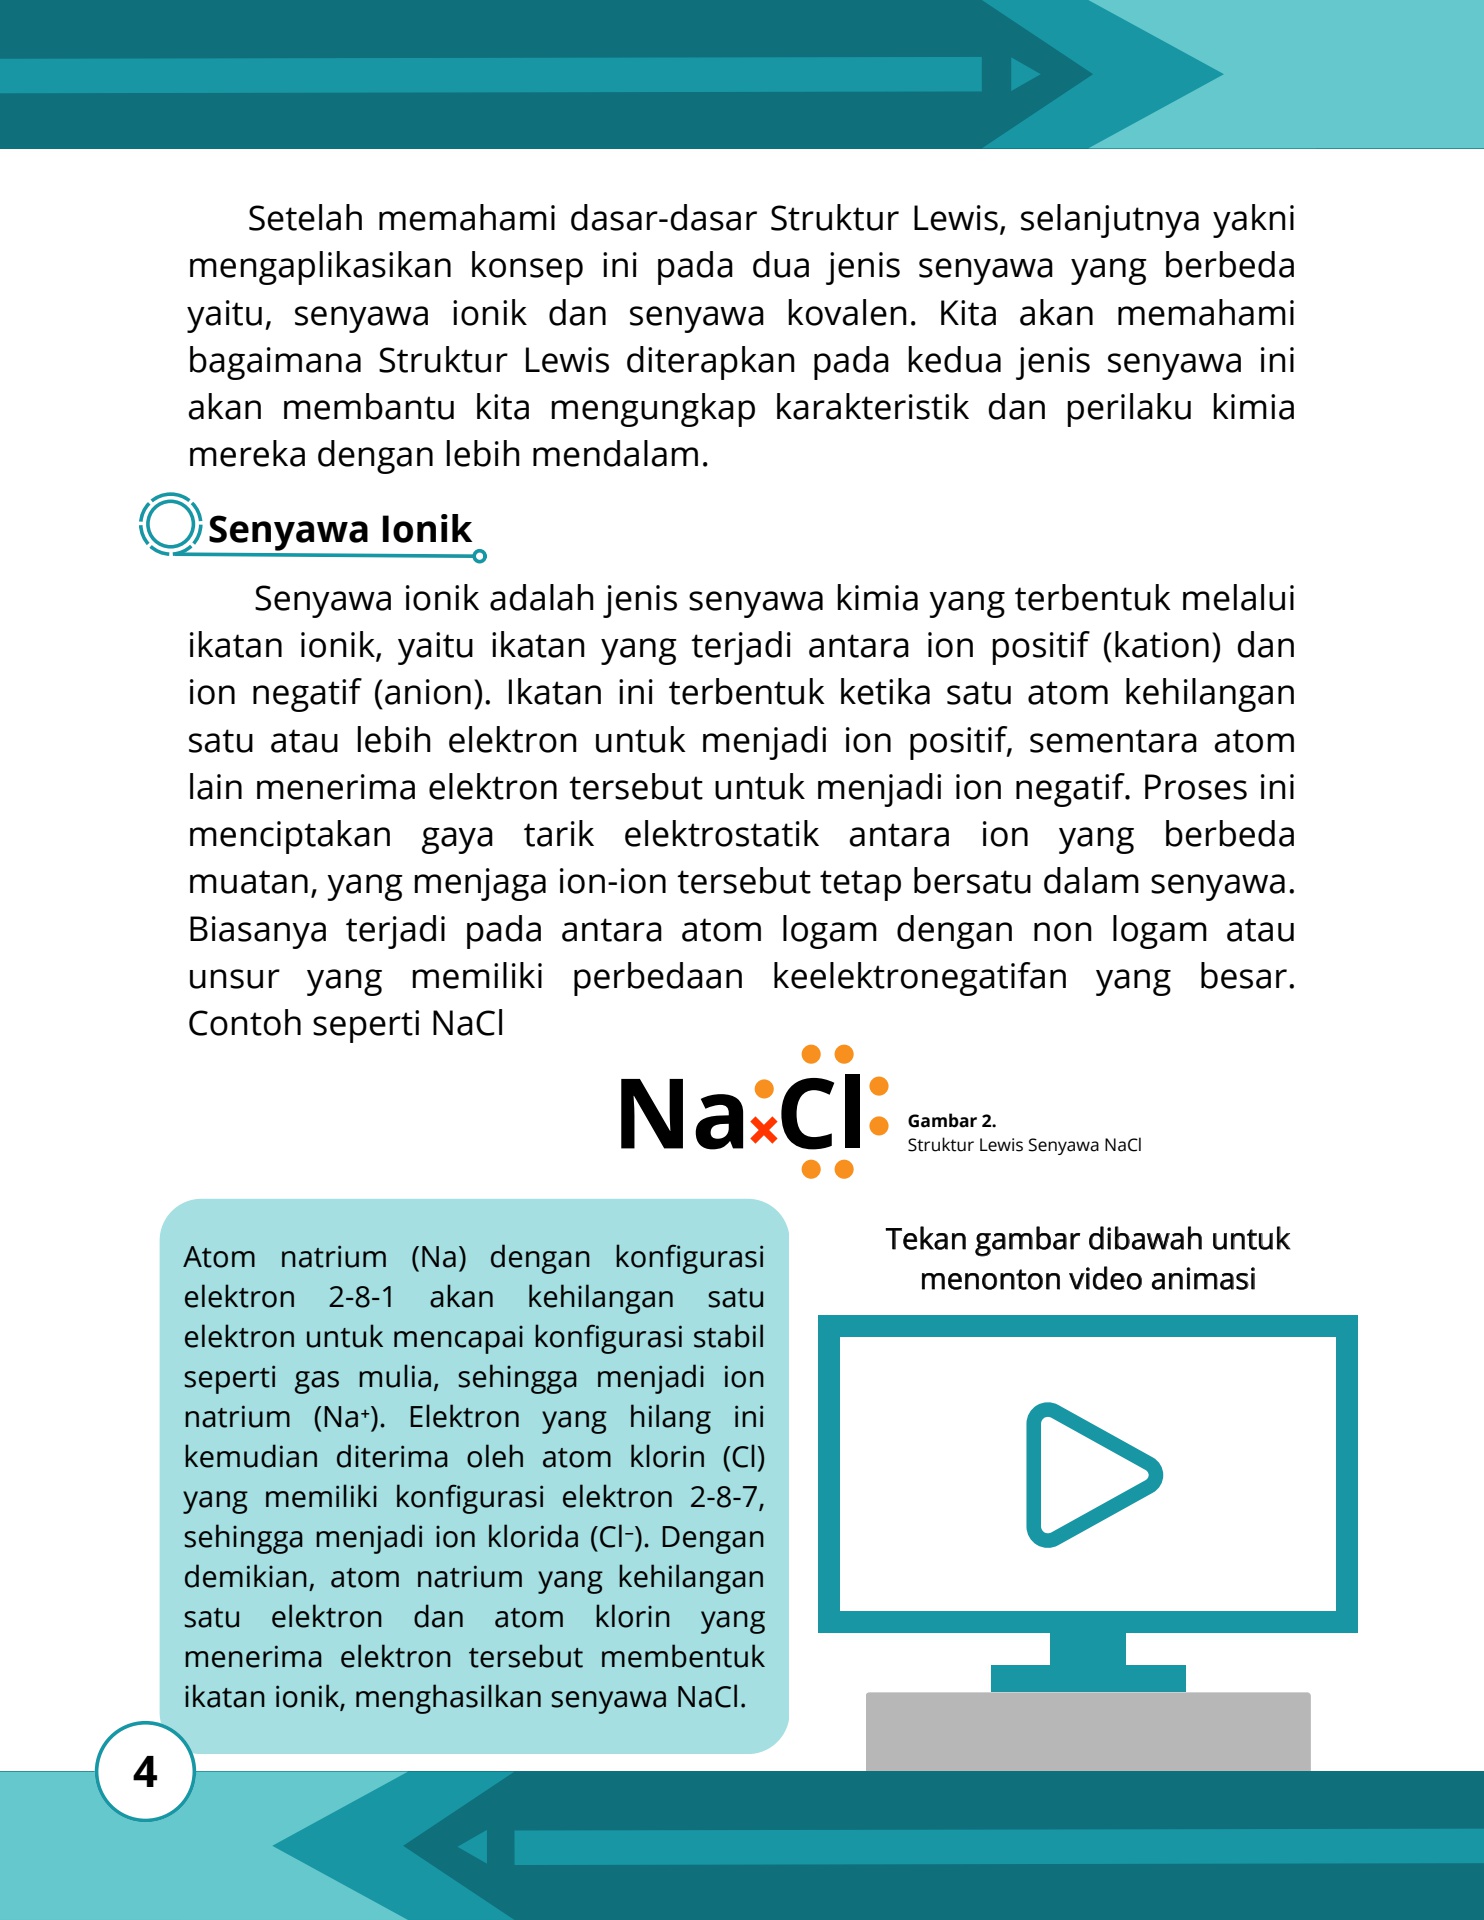 Setelah memahami dasar-dasar Struktur Lewis, selanjutnya yakni
mengaplikasikan konsep ini pada dua jenis senyawa yang berbeda
yaitu, senyawa ionik dan senyawa kovalen. Kita akan memahami
bagaimana Struktur Lewis diterapkan pada kedua jenis senyawa ini
akan membantu kita mengungkap karakteristik dan perilaku kimia
mereka dengan lebih mendalam.
Senyawa Ionik
Senyawa ionik adalah jenis senyawa kimia yang terbentuk melalui
ikatan ionik, yaitu ikatan yang terjadi antara ion positif (kation) dan
ion negatif (anion). Ikatan ini terbentuk ketika satu atom kehilangan
satu atau lebih elektron untuk menjadi ion positif, sementara atom
lain menerima elektron tersebut untuk menjadi ion negatif. Proses ini
menciptakan gaya tarik elektrostatik antara ion yang berbeda
muatan, yang menjaga ion-ion tersebut tetap bersatu dalam senyawa.
Biasanya terjadi pada antara atom logam dengan non logam atau
unsur yang memiliki perbedaan keelektronegatifan yang besar.
Contoh seperti NaCl
Na×Cl
Gambar 2.
Struktur Lewis Senyawa NaCl
Atom natrium (Na) dengan konfigurasi
elektron 2-8-1 akan kehilangan satu
elektron untuk mencapai konfigurasi stabil
seperti gas mulia, sehingga menjadi ion
natrium (Na⁺). Elektron yang hilang ini
kemudian diterima oleh atom klorin (Cl)
yang memiliki konfigurasi elektron 2-8-7,
sehingga menjadi ion klorida (Cl⁻). Dengan
demikian, atom natrium yang kehilangan
satu elektron dan atom klorin yang
menerima elektron tersebut membentuk
ikatan ionik, menghasilkan senyawa NaCl.
Tekan gambar dibawah untuk
menonton video animasi
4